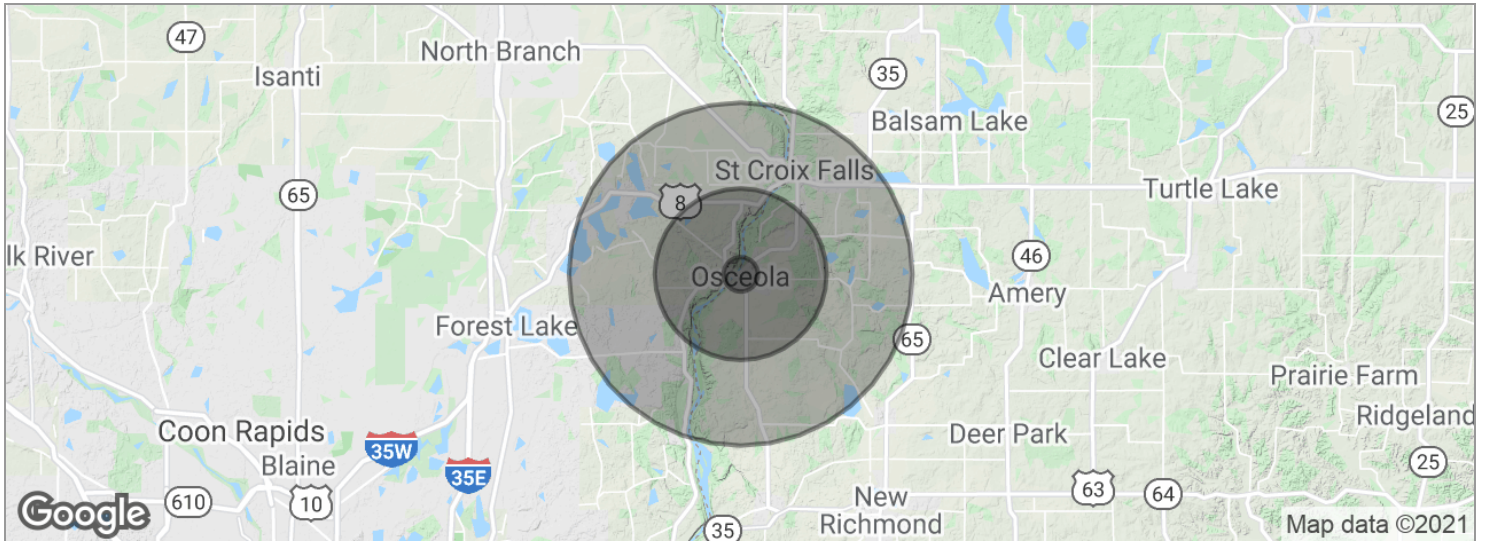 47
North Branch
Isanti
35
25
Balsam Lake
St Croix Falls
65
8
Turtle Lake
lk River
46
Osceola
Amery
Forest Lake
65
Clear Lake
Prairie Farm
Ridgeland
Coon Rapids
Deer Park
35W
Blaine
35E
25
610
10
63
64
New
Richmond
35
Google
Map data ©2021